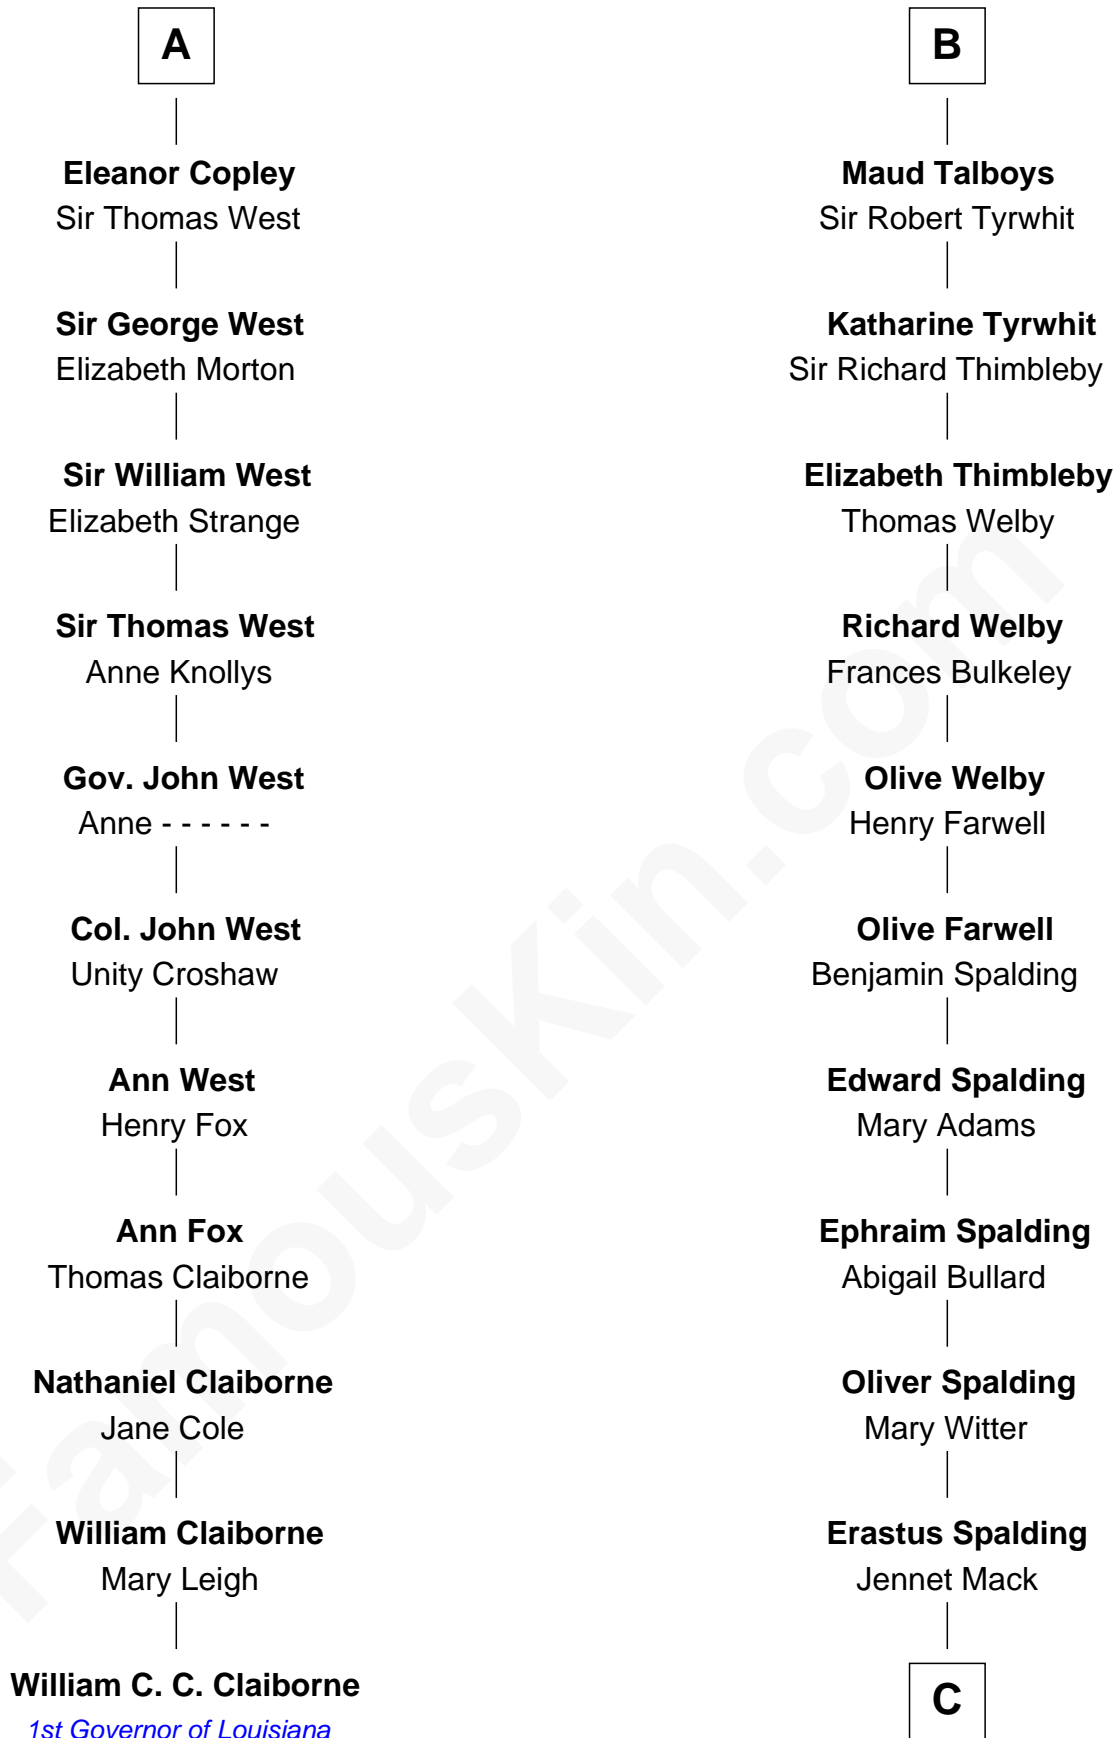 A
Eleanor Copley
Sir Thomas West
Sir George West
Elizabeth Morton
Sir William West
Elizabeth Strange
Sir Thomas West
Anne Knollys
Gov. John West
Anne - - - - - -
Col. John West
Unity Croshaw
Ann West
Henry Fox
Ann Fox
Thomas Claiborne
Nathaniel Claiborne
Jane Cole
William Claiborne
Mary Leigh
William C. C. Claiborne
1st Governor of Louisiana
B
Maud Talboys
Sir Robert Tyrwhit
Katharine Tyrwhit
Sir Richard Thimbleby
Elizabeth Thimbleby
Thomas Welby
Richard Welby
Frances Bulkeley
Olive Welby
Henry Farwell
Olive Farwell
Benjamin Spalding
Edward Spalding
Mary Adams
Ephraim Spalding
Abigail Bullard
Oliver Spalding
Mary Witter
Erastus Spalding
Jennet Mack
C
FamousKin.com